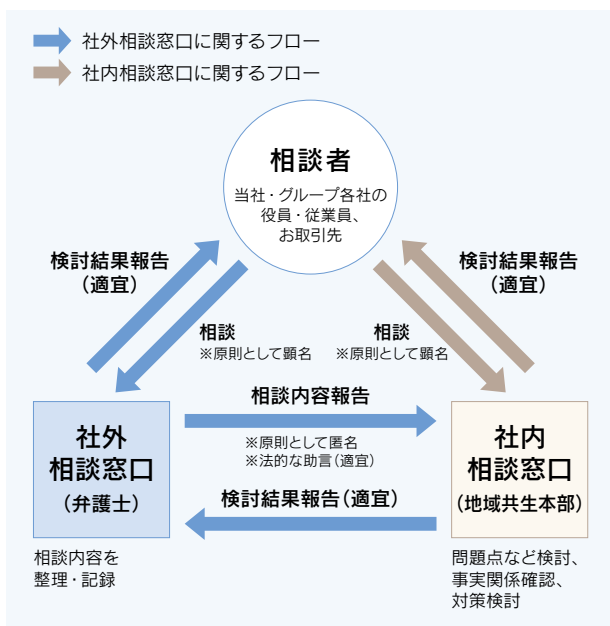 社外相談窓口に関するフロー
社内相談窓口に関するフロー
相談者
当社・グループ各社の
役員・従業員、
お取引先
検討結果報告
（適宜）
検討結果報告
（適宜）
相談
※原則として顕名
相談
※原則として顕名
相談内容報告
※原則として匿名
※法的な助言（適宜）
社外
相談窓口
（弁護士）
社内
相談窓口
（地域共生本部）
検討結果報告（適宜）
相談内容を
整理・記録
問題点など検討、
事実関係確認、
対策検討